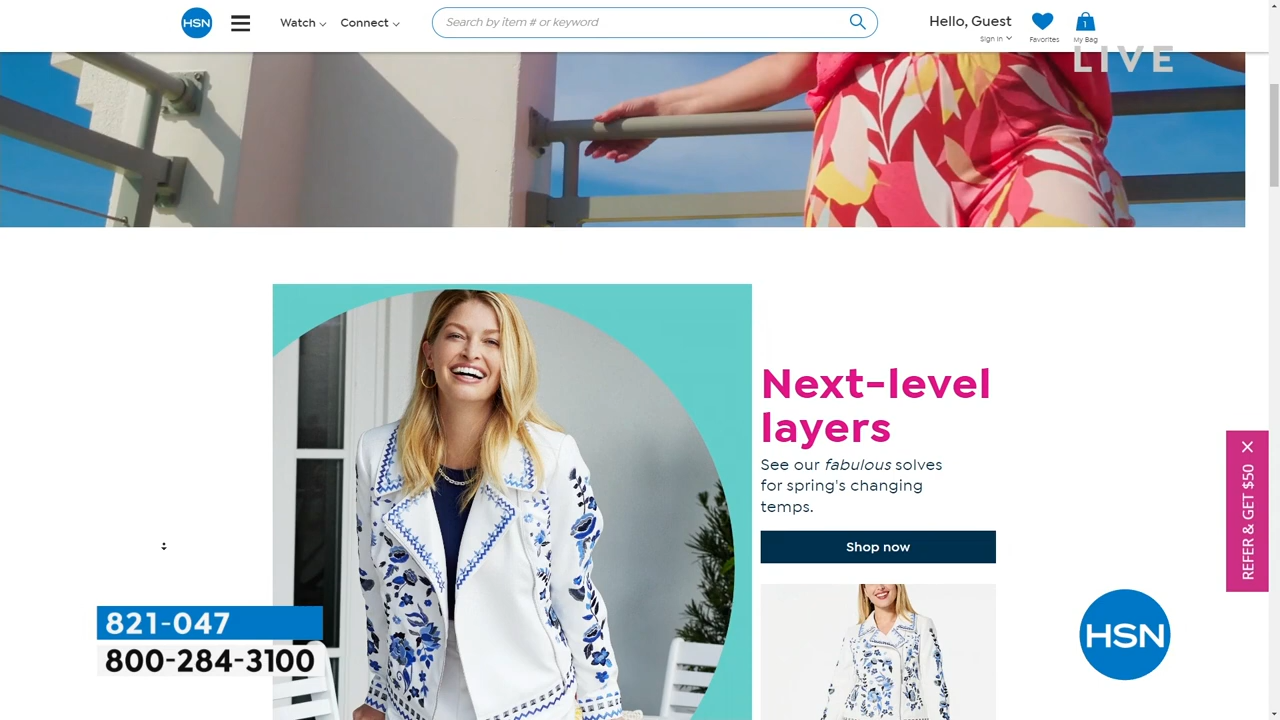 HSN
Watch
Connect
Search by item # or keyword
Hello, Guest
Sign In
Favorites
1
My Bag
LIVE
Next-level
layers
See our fabulous solves
for spring's changing
temps.
Shop now
REFER & GET $50
821-047
800-284-3100
HSN